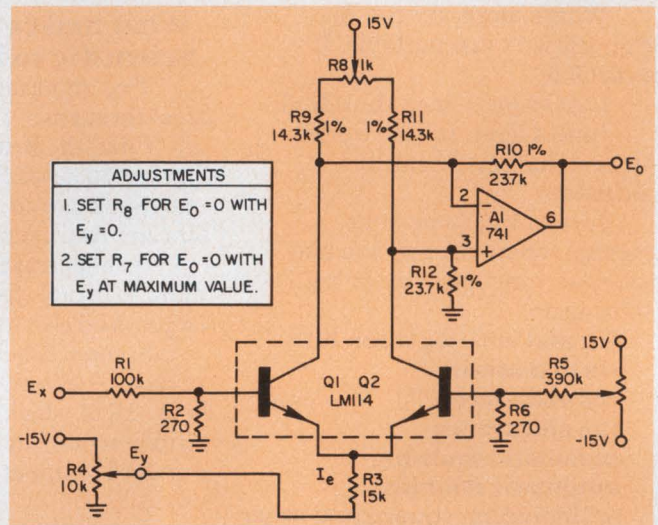 15V
R8 1k
R9
14.3k
1%
R11
1% 14.3k
R10 1%
23.7k
Eo
2
−
A1
741
6
3
+
R12
23.7k
1%
ADJUSTMENTS
1. SET R8 FOR Eo = 0 WITH
Ey = 0.
2. SET R7 FOR Eo = 0 WITH
Ey AT MAXIMUM VALUE.
Ex
R1
100k
R2
270
Q1 Q2
LM114
R5
390k
R6
270
15V
-15V
-15V
R4
10k
Ey
Ie
R3
15k